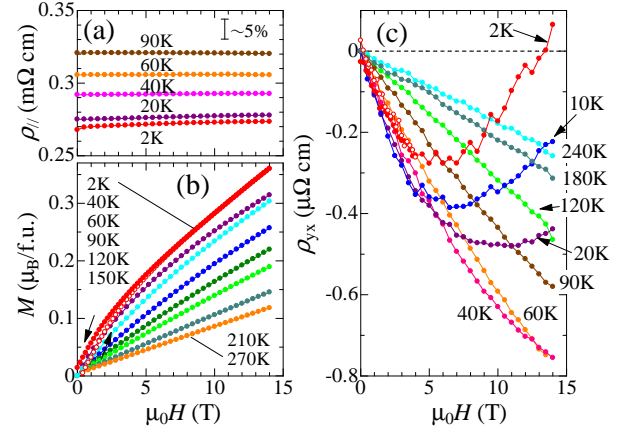 (a)
~5%
90K
60K
40K
20K
2K
0.35
0.3
0.25
ρ// (mΩ cm)
(b)
2K
40K
60K
90K
120K
150K
210K
270K
0.3
0.2
0.1
0
M (μB/f.u.)
0 5 10 15
μ0H (T)
(c)
2K
10K
240K
180K
120K
20K
90K
60K
40K
0
-0.2
-0.4
-0.6
-0.8
ρyx (μΩ cm)
0 5 10 15
μ0H (T)